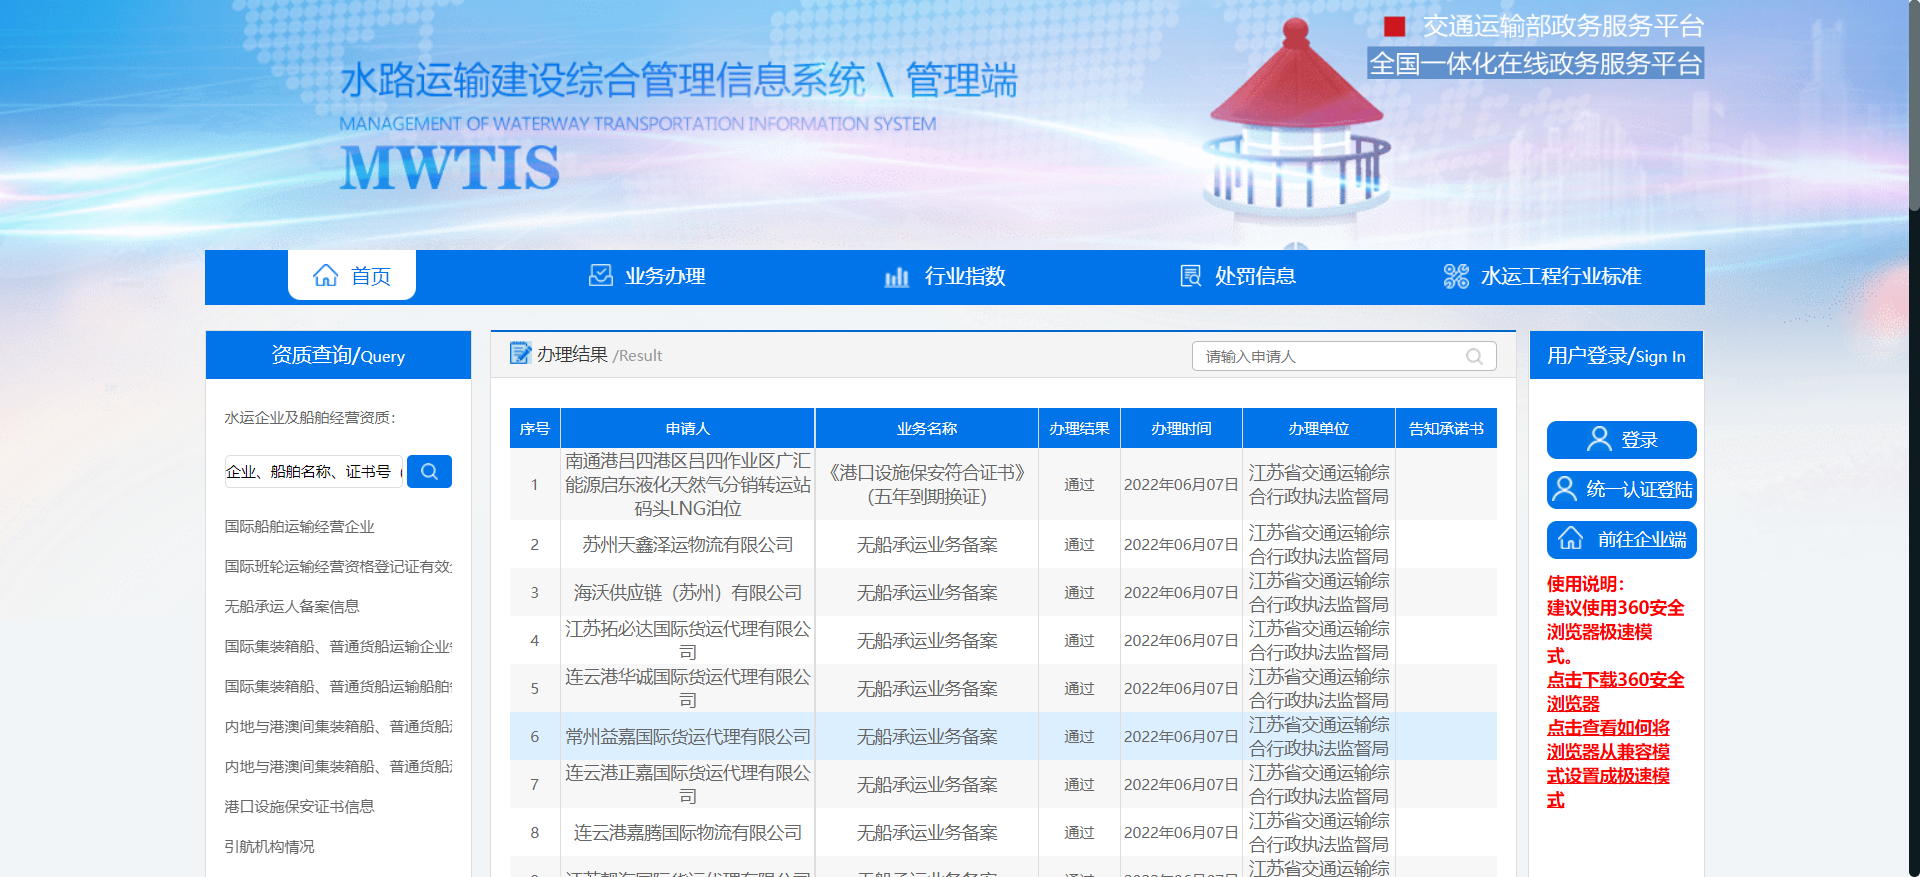 交通运输部政务服务平台
全国一体化在线政务服务平台
水路运输建设综合管理信息系统 \ 管理端
MANAGEMENT OF WATERWAY TRANSPORTATION INFORMATION SYSTEM
MWTIS
首页
业务办理
行业指数
处罚信息
水运工程行业标准
资质查询/Query
水运企业及船舶经营资质：
企业、船舶名称、证书号
国际船舶运输经营企业
国际班轮运输经营资格登记证有效
无船承运人备案信息
国际集装箱船、普通货船运输企业
国际集装箱船、普通货船运输船舶
内地与港澳间集装箱船、普通货船
内地与港澳间集装箱船、普通货船
港口设施保安证书信息
引航机构情况
办理结果 /Result
请输入申请人
序号 申请人 业务名称 办理结果 办理时间 办理单位 告知承诺书
1 南通港吕四港区吕四作业区广汇能源启东液化天然气分销转运站码头LNG泊位 《港口设施保安符合证书》（五年到期换证） 通过 2022年06月07日 江苏省交通运输综合行政执法监督局
2 苏州天鑫泽运物流有限公司 无船承运业务备案 通过 2022年06月07日 江苏省交通运输综合行政执法监督局
3 海沃供应链（苏州）有限公司 无船承运业务备案 通过 2022年06月07日 江苏省交通运输综合行政执法监督局
4 江苏拓必达国际货运代理有限公司 无船承运业务备案 通过 2022年06月07日 江苏省交通运输综合行政执法监督局
5 连云港华诚国际货运代理有限公司 无船承运业务备案 通过 2022年06月07日 江苏省交通运输综合行政执法监督局
6 常州益嘉国际货运代理有限公司 无船承运业务备案 通过 2022年06月07日 江苏省交通运输综合行政执法监督局
7 连云港正嘉国际货运代理有限公司 无船承运业务备案 通过 2022年06月07日 江苏省交通运输综合行政执法监督局
8 连云港嘉腾国际物流有限公司 无船承运业务备案 通过 2022年06月07日 江苏省交通运输综合行政执法监督局
江苏省交通运输综
用户登录/Sign In
登录
统一认证登陆
前往企业端
使用说明：
建议使用360安全
浏览器极速模
式。
点击下载360安全
浏览器
点击查看如何将
浏览器从兼容模
式设置成极速模
式